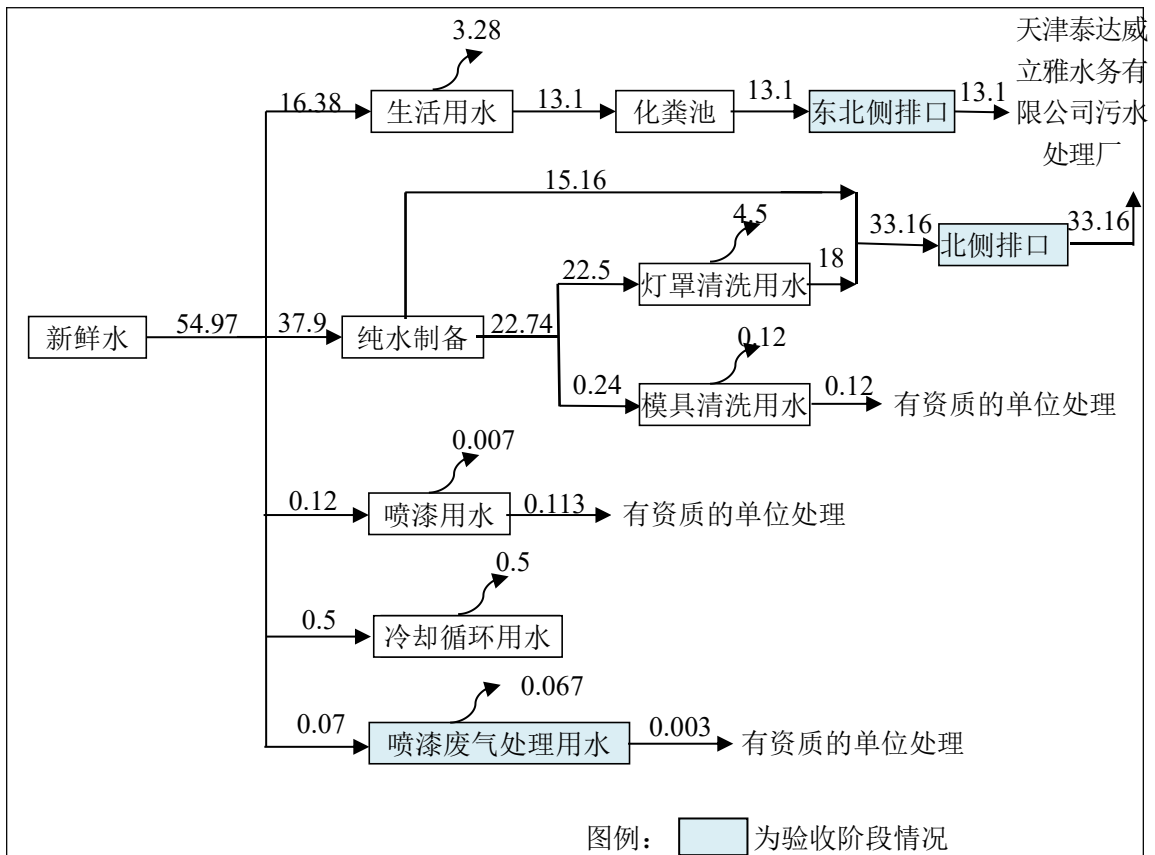 3.28
天津泰达威
立雅水务有
限公司污水
处理厂
16.38
生活用水
13.1
化粪池
13.1
东北侧排口
13.1
15.16
4.5
33.16
北侧排口
33.16
22.5
灯罩清洗用水
18
新鲜水
54.97
37.9
纯水制备
22.74
0.12
0.24
模具清洗用水
0.12
有资质的单位处理
0.007
0.12
喷漆用水
0.113
有资质的单位处理
0.5
0.5
冷却循环用水
0.067
0.07
喷漆废气处理用水
0.003
有资质的单位处理
图例：
为验收阶段情况